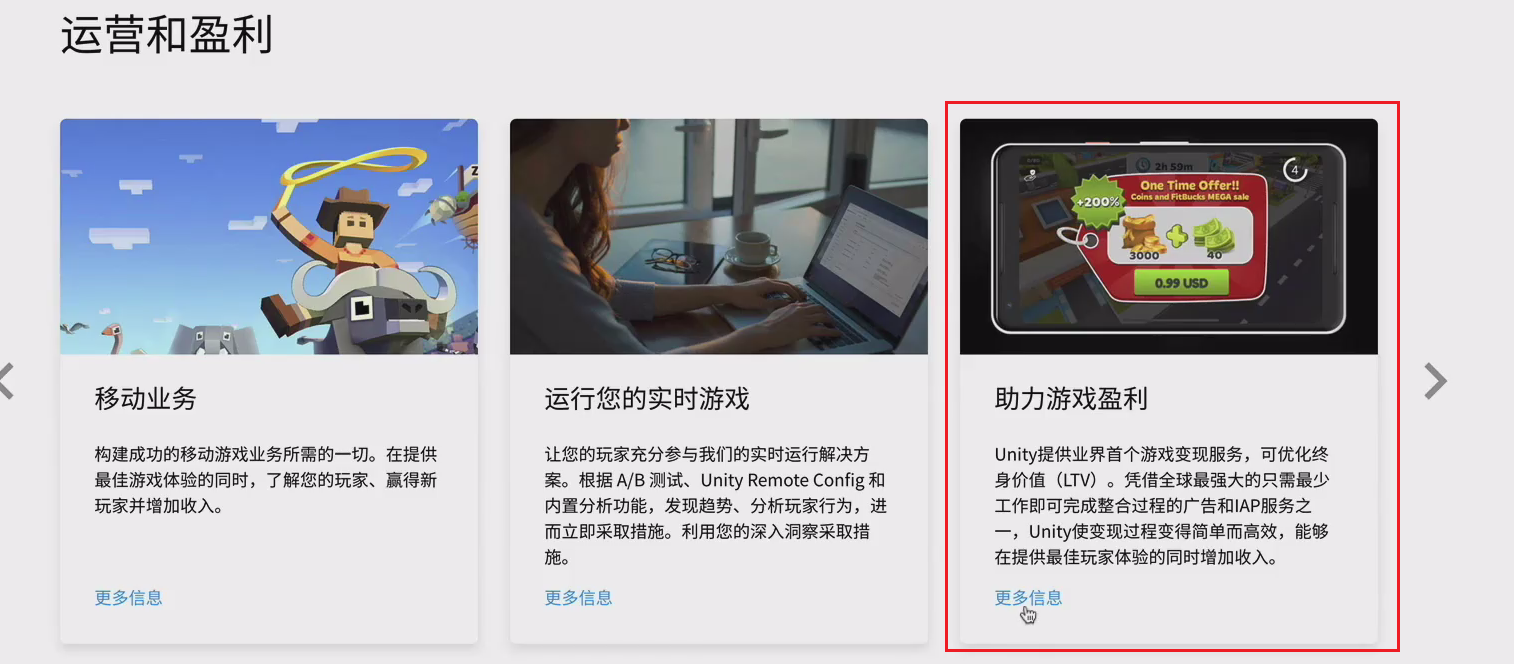 运营和盈利
Z
2h 59m
4
One Time Offer!!
Coins and FitBucks MEGA sale
+200%
3000
40
0.99 USD
移动业务
构建成功的移动游戏业务所需的一切。在提供
最佳游戏体验的同时，了解您的玩家、赢得新
玩家并增加收入。
更多信息
运行您的实时游戏
让您的玩家充分参与我们的实时运行解决方
案。根据 A/B 测试、Unity Remote Config 和
内置分析功能，发现趋势、分析玩家行为，进
而立即采取措施。利用您的深入洞察采取措
施。
更多信息
助力游戏盈利
Unity提供业界首个游戏变现服务，可优化终
身价值（LTV）。凭借全球最强大的只需最少
工作即可完成整合过程的广告和IAP服务之
一，Unity使变现过程变得简单而高效，能够
在提供最佳玩家体验的同时增加收入。
更多信息